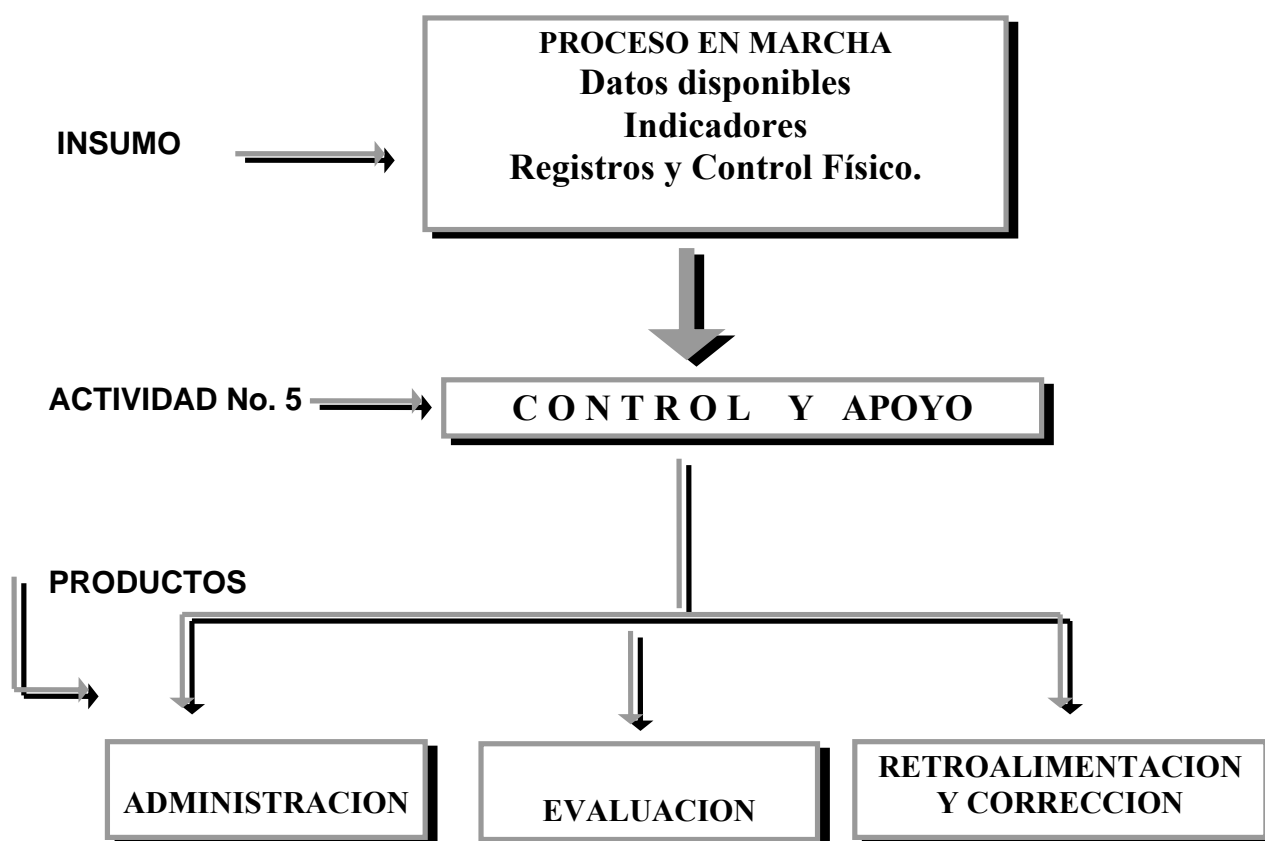 PROCESO EN MARCHA
Datos disponibles
Indicadores
Registros y Control Físico.
INSUMO
ACTIVIDAD No. 5
C O N T R O L Y APOYO
PRODUCTOS
ADMINISTRACION
EVALUACION
RETROALIMENTACION
Y CORRECCION